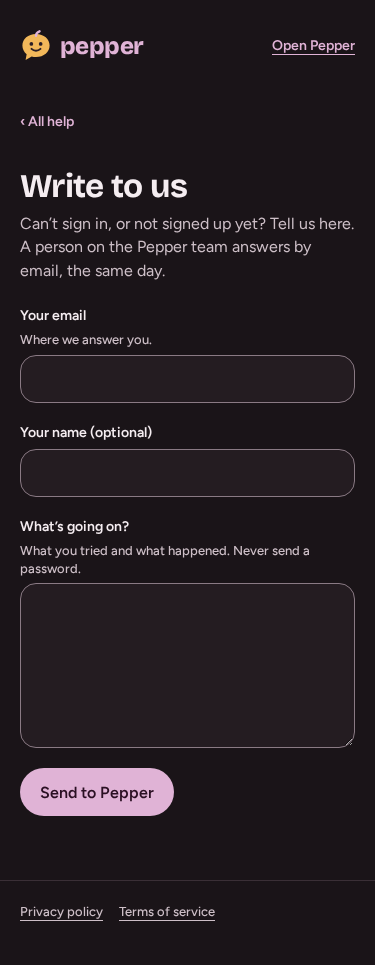 pepper
Open Pepper
‹ All help
Write to us
Can’t sign in, or not signed up yet? Tell us here.
A person on the Pepper team answers by
email, the same day.
Your email
Where we answer you.
Your name (optional)
What’s going on?
What you tried and what happened. Never send a
password.
Send to Pepper
Privacy policy
Terms of service